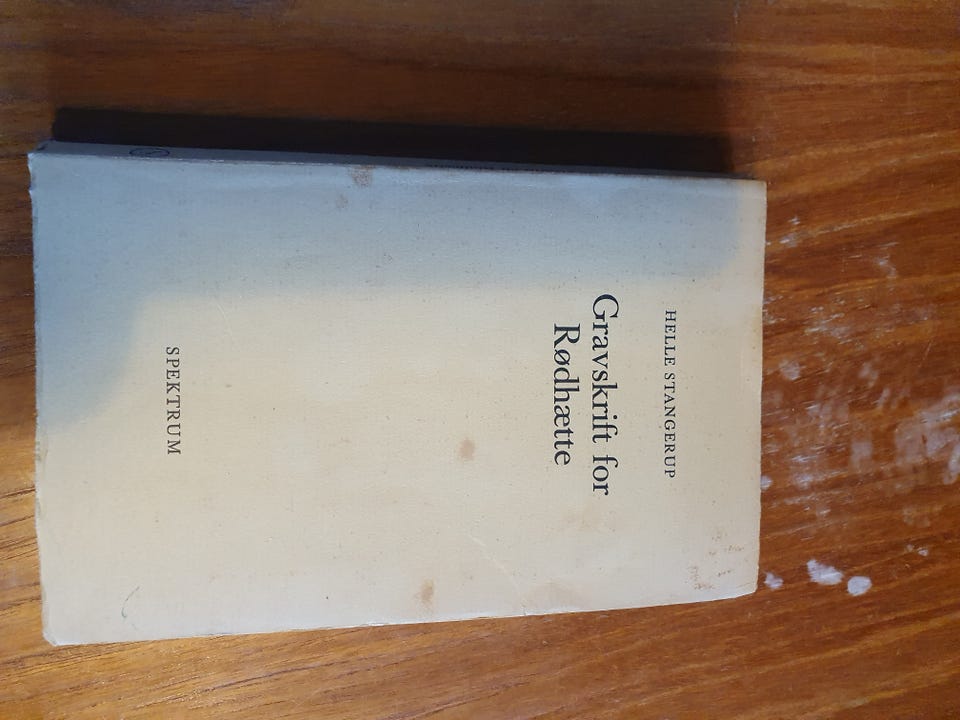 HELLE STANGERUP
Gravskrift for
Rødhætte
SPEKTRUM